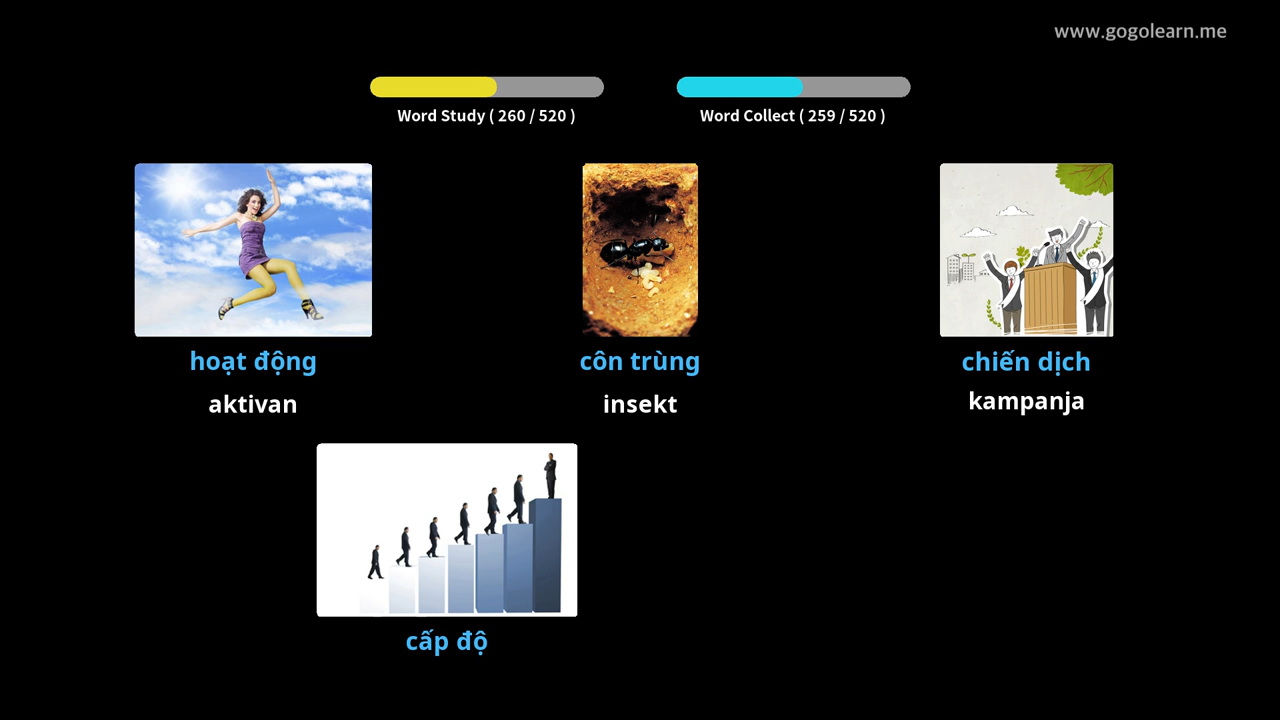 www.gogolearn.me
Word Study ( 260 / 520 )
Word Collect ( 259 / 520 )
hoạt động
aktivan
côn trùng
insekt
chiến dịch
kampanja
cấp độ